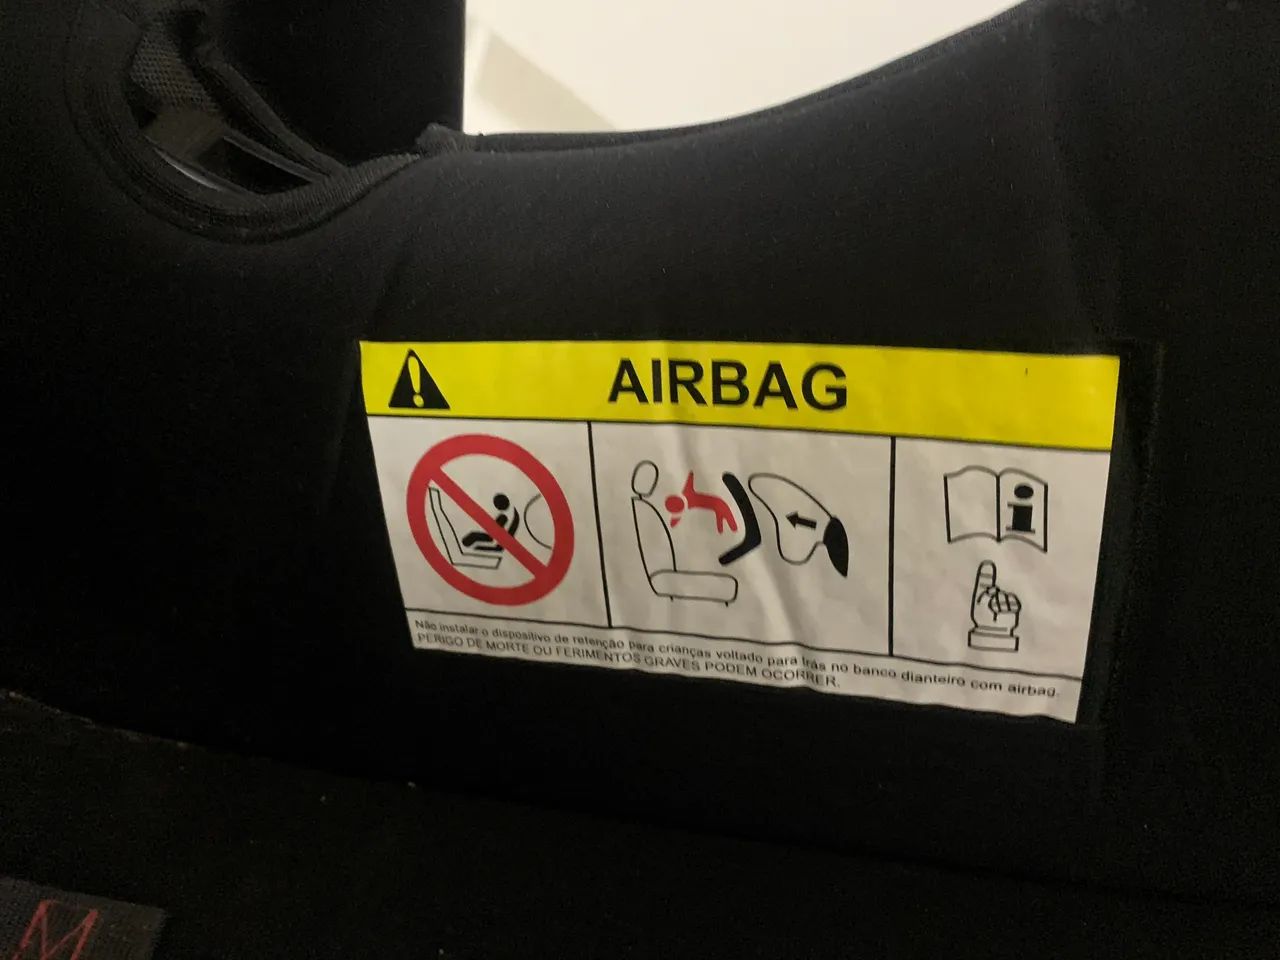 AIRBAG
Não instalar o dispositivo de retenção para crianças voltado para trás no banco dianteiro com airbag.
PERIGO DE MORTE OU FERIMENTOS GRAVES PODEM OCORRER.
M